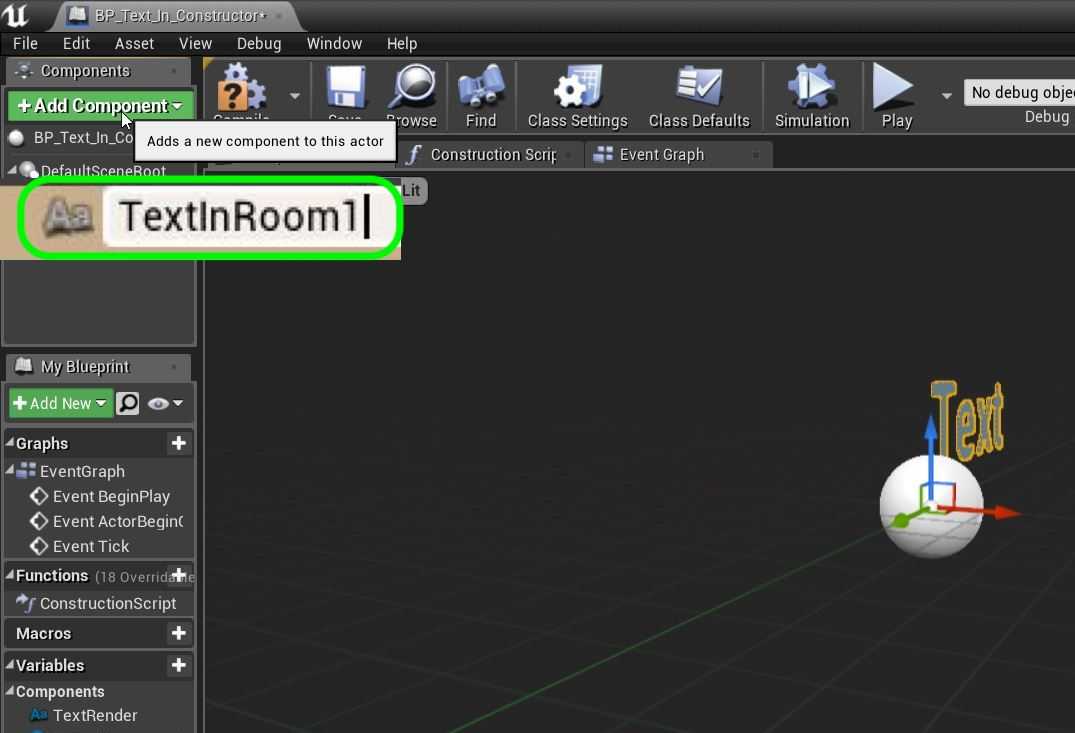 BP_Text_In_Constructor*
File Edit Asset View Debug Window Help
Components
+Add Component
Adds a new component to this actor
BP_Text_In_Co
DefaultSceneRoot
Aa TextInRoom1
Browse Find Class Settings Class Defaults Simulation Play
No debug obje
Debug
Construction Scrip
Event Graph
Lit
My Blueprint
+Add New
Graphs
EventGraph
Event BeginPlay
Event ActorBegin
Event Tick
Functions (18 Overridable
ConstructionScript
Macros
Variables
Components
Aa TextRender
Text